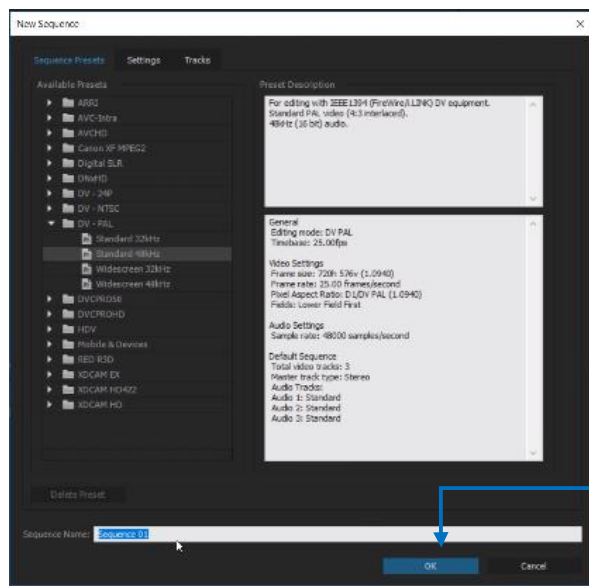 New Sequence
Sequence Presets Settings Tracks
Available Presets
ARRI
AVC-Intra
AVCHD
Canon XF MPEG2
Digital SLR
DNxHD
DV - 24P
DV - NTSC
DV - PAL
Standard 32kHz
Standard 48kHz
Widescreen 32kHz
Widescreen 48kHz
DVCPRO50
DVCPROHD
HDV
Mobile & Devices
RED R3D
XDCAM EX
XDCAM HD422
XDCAM HD
Preset Description
For editing with IEEE1394 (FireWire/i.LINK) DV equipment.
Standard PAL video (4:3 interlaced).
48kHz (16 bit) audio.
General
Editing mode: DV PAL
Timebase: 25.00fps
Video Settings
Frame size: 720h 576v (1.0940)
Frame rate: 25.00 frames/second
Pixel Aspect Ratio: D1/DV PAL (1.0940)
Fields: Lower Field First
Audio Settings
Sample rate: 48000 samples/second
Default Sequence
Total video tracks: 3
Master track type: Stereo
Audio Tracks:
Audio 1: Standard
Audio 2: Standard
Audio 3: Standard
Delete Preset
Sequence Name: Sequence 01
OK Cancel